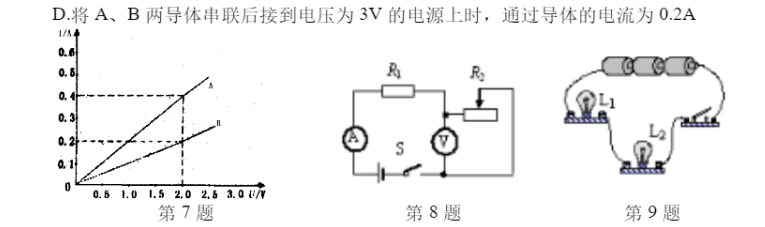 D.将 A、B 两导体串联后接到电压为 3V 的电源上时，通过导体的电流为 0.2A
I/A
0.6
0.5
0.4
0.3
0.2
0.1
0
0.5 1.0 1.5 2.0 2.5 3.0 U/V
A
B
第 7 题
R₁
R₂
A
V
S
第 8 题
L₁
L₂
第 9 题